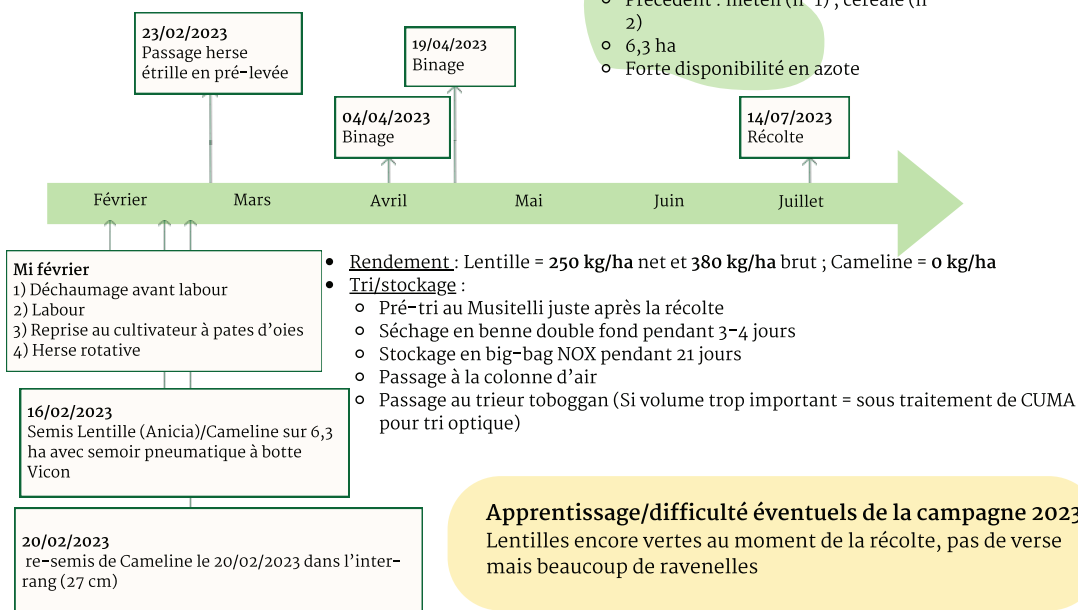 Précédent : méteil (n°1) ; céréale (n°
2)
6,3 ha
Forte disponibilité en azote
23/02/2023
Passage herse
étrille en pré-levée
19/04/2023
Binage
04/04/2023
Binage
14/07/2023
Récolte
Février
Mars
Avril
Mai
Juin
Juillet
Mi février
1) Déchaumage avant labour
2) Labour
3) Reprise au cultivateur à pates d'oies
4) Herse rotative
16/02/2023
Semis Lentille (Anicia)/Cameline sur 6,3
ha avec semoir pneumatique à botte
Vicon
20/02/2023
re-semis de Cameline le 20/02/2023 dans l'inter-
rang (27 cm)
Rendement : Lentille = 250 kg/ha net et 380 kg/ha brut ; Cameline = 0 kg/ha
Tri/stockage :
Pré-tri au Musitelli juste après la récolte
Séchage en benne double fond pendant 3-4 jours
Stockage en big-bag NOX pendant 21 jours
Passage à la colonne d'air
Passage au trieur toboggan (Si volume trop important = sous traitement de CUMA
pour tri optique)
Apprentissage/difficulté éventuels de la campagne 2023
Lentilles encore vertes au moment de la récolte, pas de verse
mais beaucoup de ravenelles